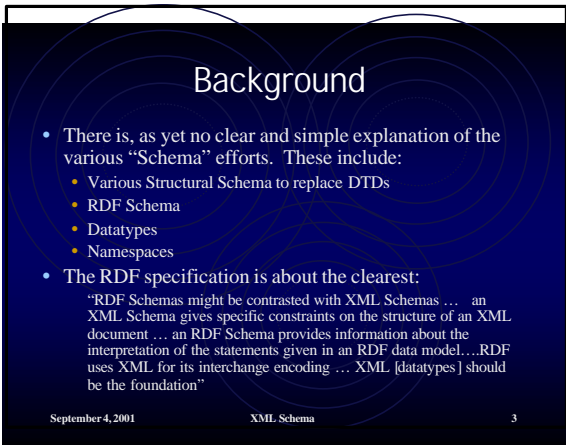 Background
• There is, as yet no clear and simple explanation of the
various “Schema” efforts. These include:
• Various Structural Schema to replace DTDs
• RDF Schema
• Datatypes
• Namespaces
• The RDF specification is about the clearest:
“RDF Schemas might be contrasted with XML Schemas … an
XML Schema gives specific constraints on the structure of an XML
document … an RDF Schema provides information about the
interpretation of the statements given in an RDF data model….RDF
uses XML for its interchange encoding … XML [datatypes] should
be the foundation”
September 4, 2001 XML Schema 3